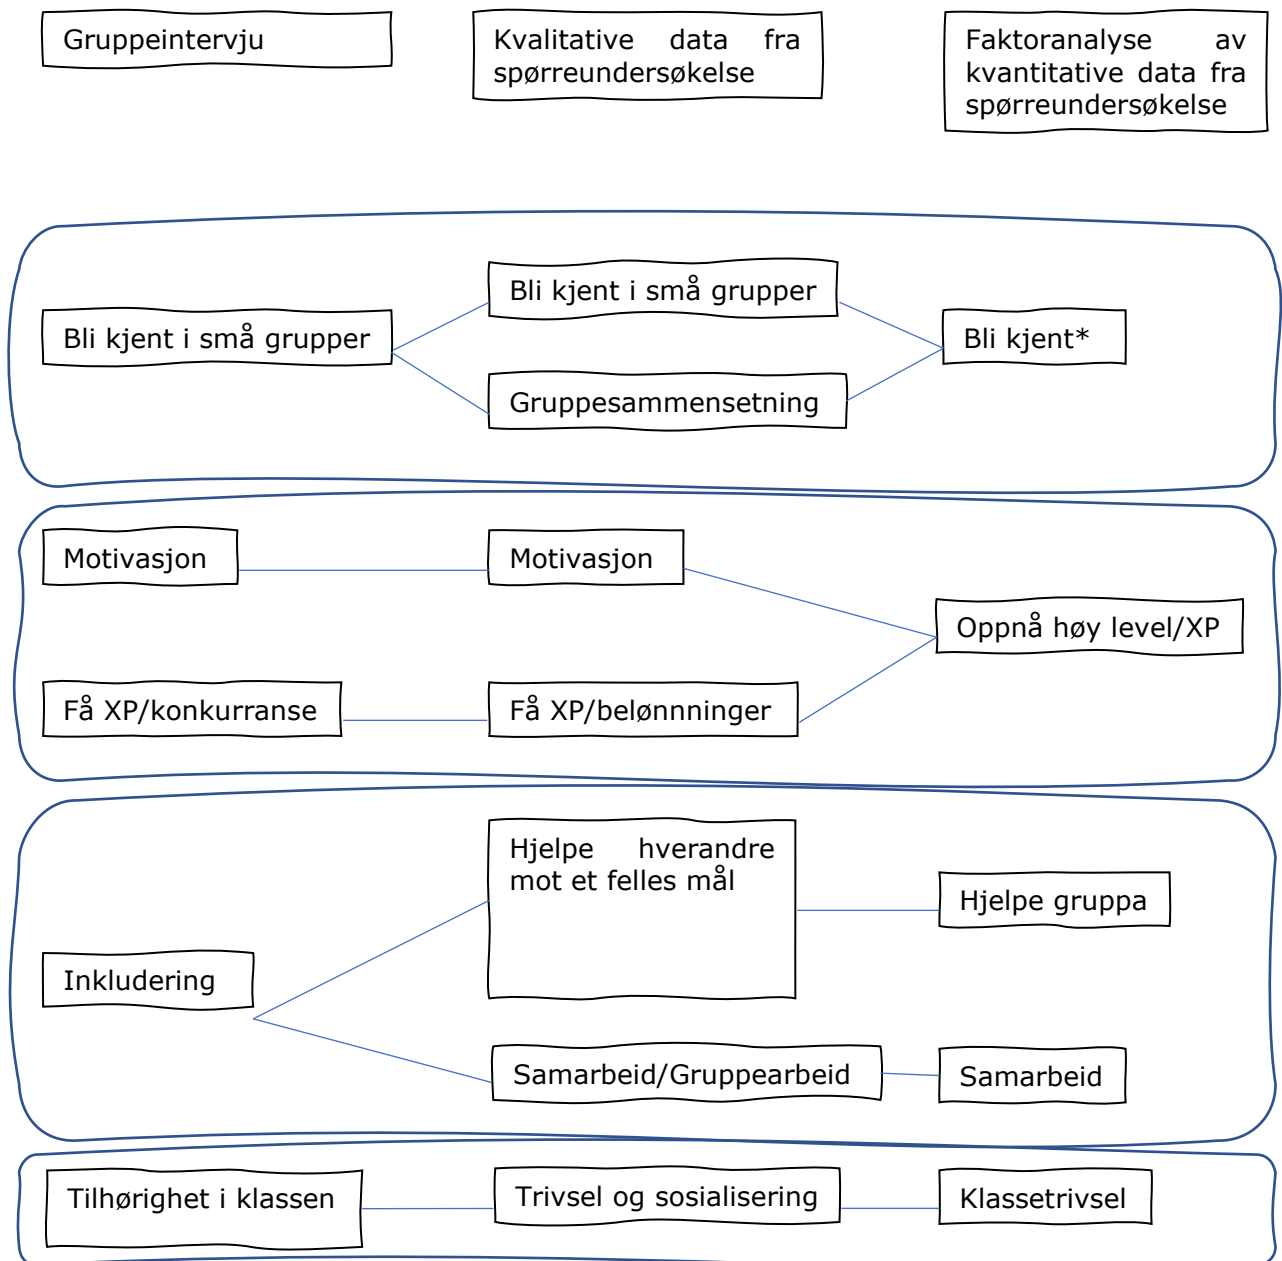 Gruppeintervju
Kvalitative data fra
spørreundersøkelse
Faktoranalyse av
kvantitative data fra
spørreundersøkelse
Bli kjent i små grupper
Bli kjent i små grupper
Gruppesammensetning
Bli kjent*
Motivasjon
Motivasjon
Oppnå høy level/XP
Få XP/konkurranse
Få XP/belønnninger
Inkludering
Hjelpe hverandre
mot et felles mål
Hjelpe gruppa
Samarbeid/Gruppearbeid
Samarbeid
Tilhørighet i klassen
Trivsel og sosialisering
Klassetrivsel